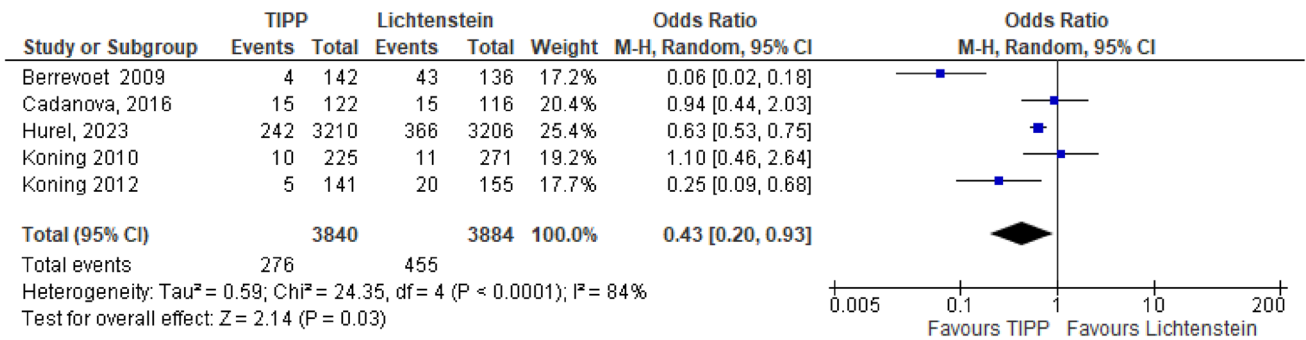 TIPP Lichtenstein Odds Ratio Odds Ratio
Study or Subgroup Events Total Events Total Weight M-H, Random, 95% CI M-H, Random, 95% CI
Berrevoet 2009 4 142 43 136 17.2% 0.06 [0.02, 0.18]
Cadanova, 2016 15 122 15 116 20.4% 0.94 [0.44, 2.03]
Hurel, 2023 242 3210 366 3206 25.4% 0.63 [0.53, 0.75]
Koning 2010 10 225 11 271 19.2% 1.10 [0.46, 2.64]
Koning 2012 5 141 20 155 17.7% 0.25 [0.09, 0.68]
Total (95% CI) 3840 3884 100.0% 0.43 [0.20, 0.93]
Total events 276 455
Heterogeneity: Tau² = 0.59; Chi² = 24.35, df = 4 (P < 0.0001); I² = 84%
Test for overall effect: Z = 2.14 (P = 0.03)
0.005 0.1 1 10 200
Favours TIPP Favours Lichtenstein